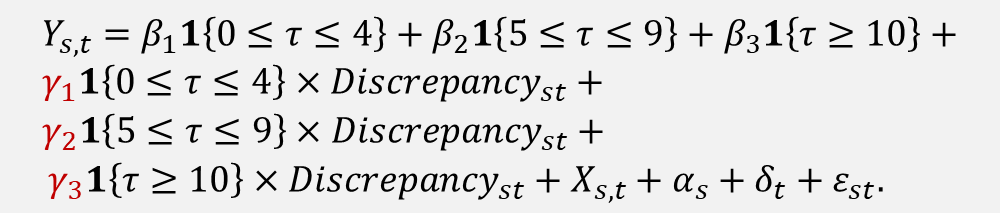 Y_{s,t} = β_1 𝟏{0 ≤ τ ≤ 4} + β_2 𝟏{5 ≤ τ ≤ 9} + β_3 𝟏{τ ≥ 10} +
γ_1 𝟏{0 ≤ τ ≤ 4} × Discrepancy_{st} +
γ_2 𝟏{5 ≤ τ ≤ 9} × Discrepancy_{st} +
γ_3 𝟏{τ ≥ 10} × Discrepancy_{st} + X_{s,t} + α_s + δ_t + ε_{st}.